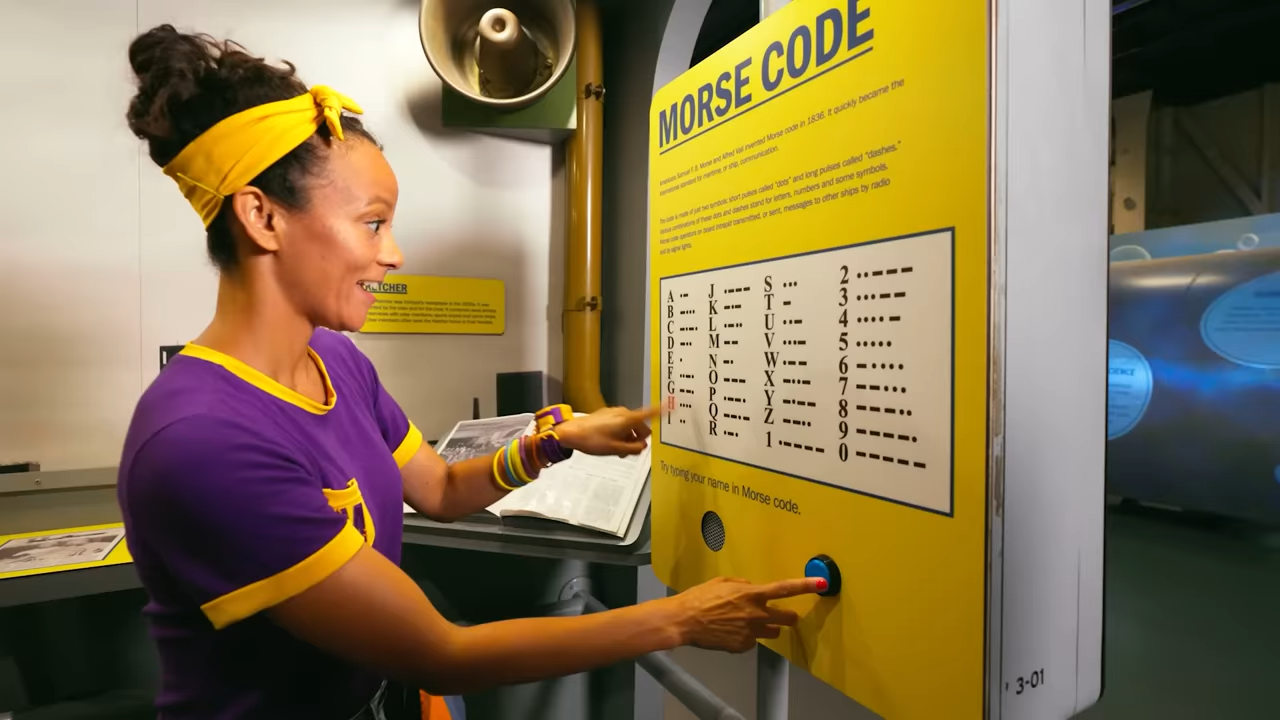 MORSE CODE
Americans Samuel F. B. Morse and Alfred Vail invented Morse code in 1836. It quickly became the
international standard for maritime, or ship, communication.
The code is made of just two symbols: short pulses called "dots" and long pulses called "dashes."
Various combinations of these dots and dashes stand for letters, numbers and some symbols.
Morse code operators on board Intrepid transmitted, or sent, messages to other ships by radio
and by signal lights.
A J S 2
B K T 3
C L U 4
D M V 5
E N W 6
F O X 7
G P Y 8
H Q Z 9
I R 1 0
Try typing your name in Morse code.
3-01